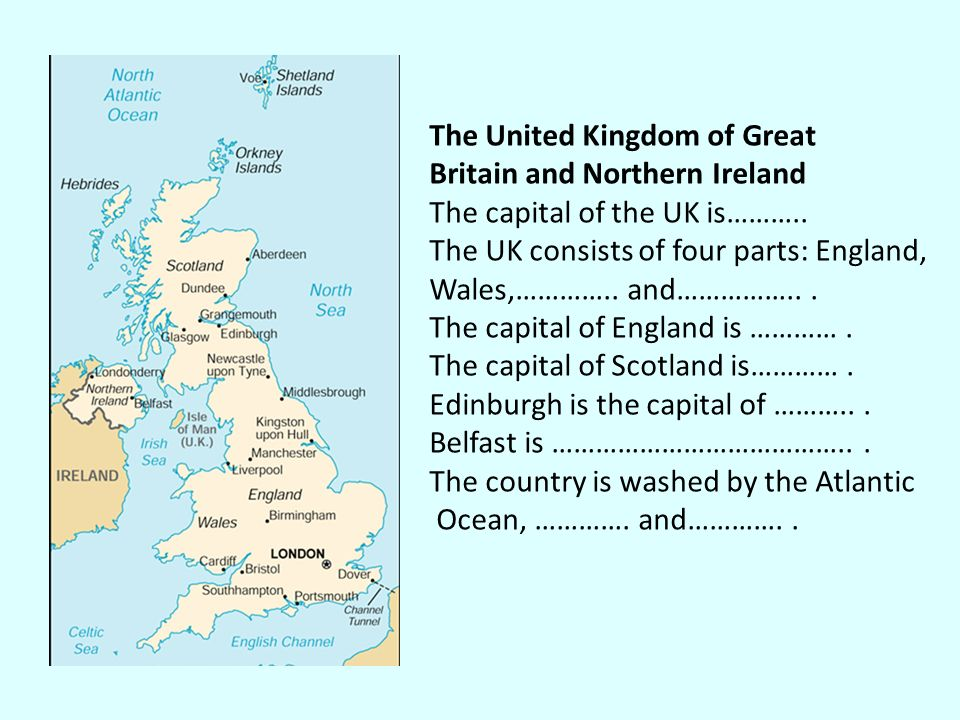 North
Atlantic
Ocean
Voe
Shetland
Islands
Orkney
Islands
Hebrides
Scotland
Aberdeen
Dundee
North
Sea
Grangemouth
Glasgow
Edinburgh
Newcastle
upon Tyne
Londonderry
Northern
Ireland
Belfast
Middlesbrough
Isle
of
Man
(U.K.)
Kingston
upon Hull
Irish
Sea
Manchester
IRELAND
Liverpool
England
Wales
Birmingham
LONDON
Cardiff
Bristol
Dover
Southhampton
Portsmouth
Channel
Tunnel
Celtic
Sea
English Channel
The United Kingdom of Great
Britain and Northern Ireland
The capital of the UK is………..
The UK consists of four parts: England,
Wales,………….. and…………….. .
The capital of England is ………… .
The capital of Scotland is………… .
Edinburgh is the capital of ……….. .
Belfast is ………………………………….. .
The country is washed by the Atlantic
Ocean, …………. and…………. .